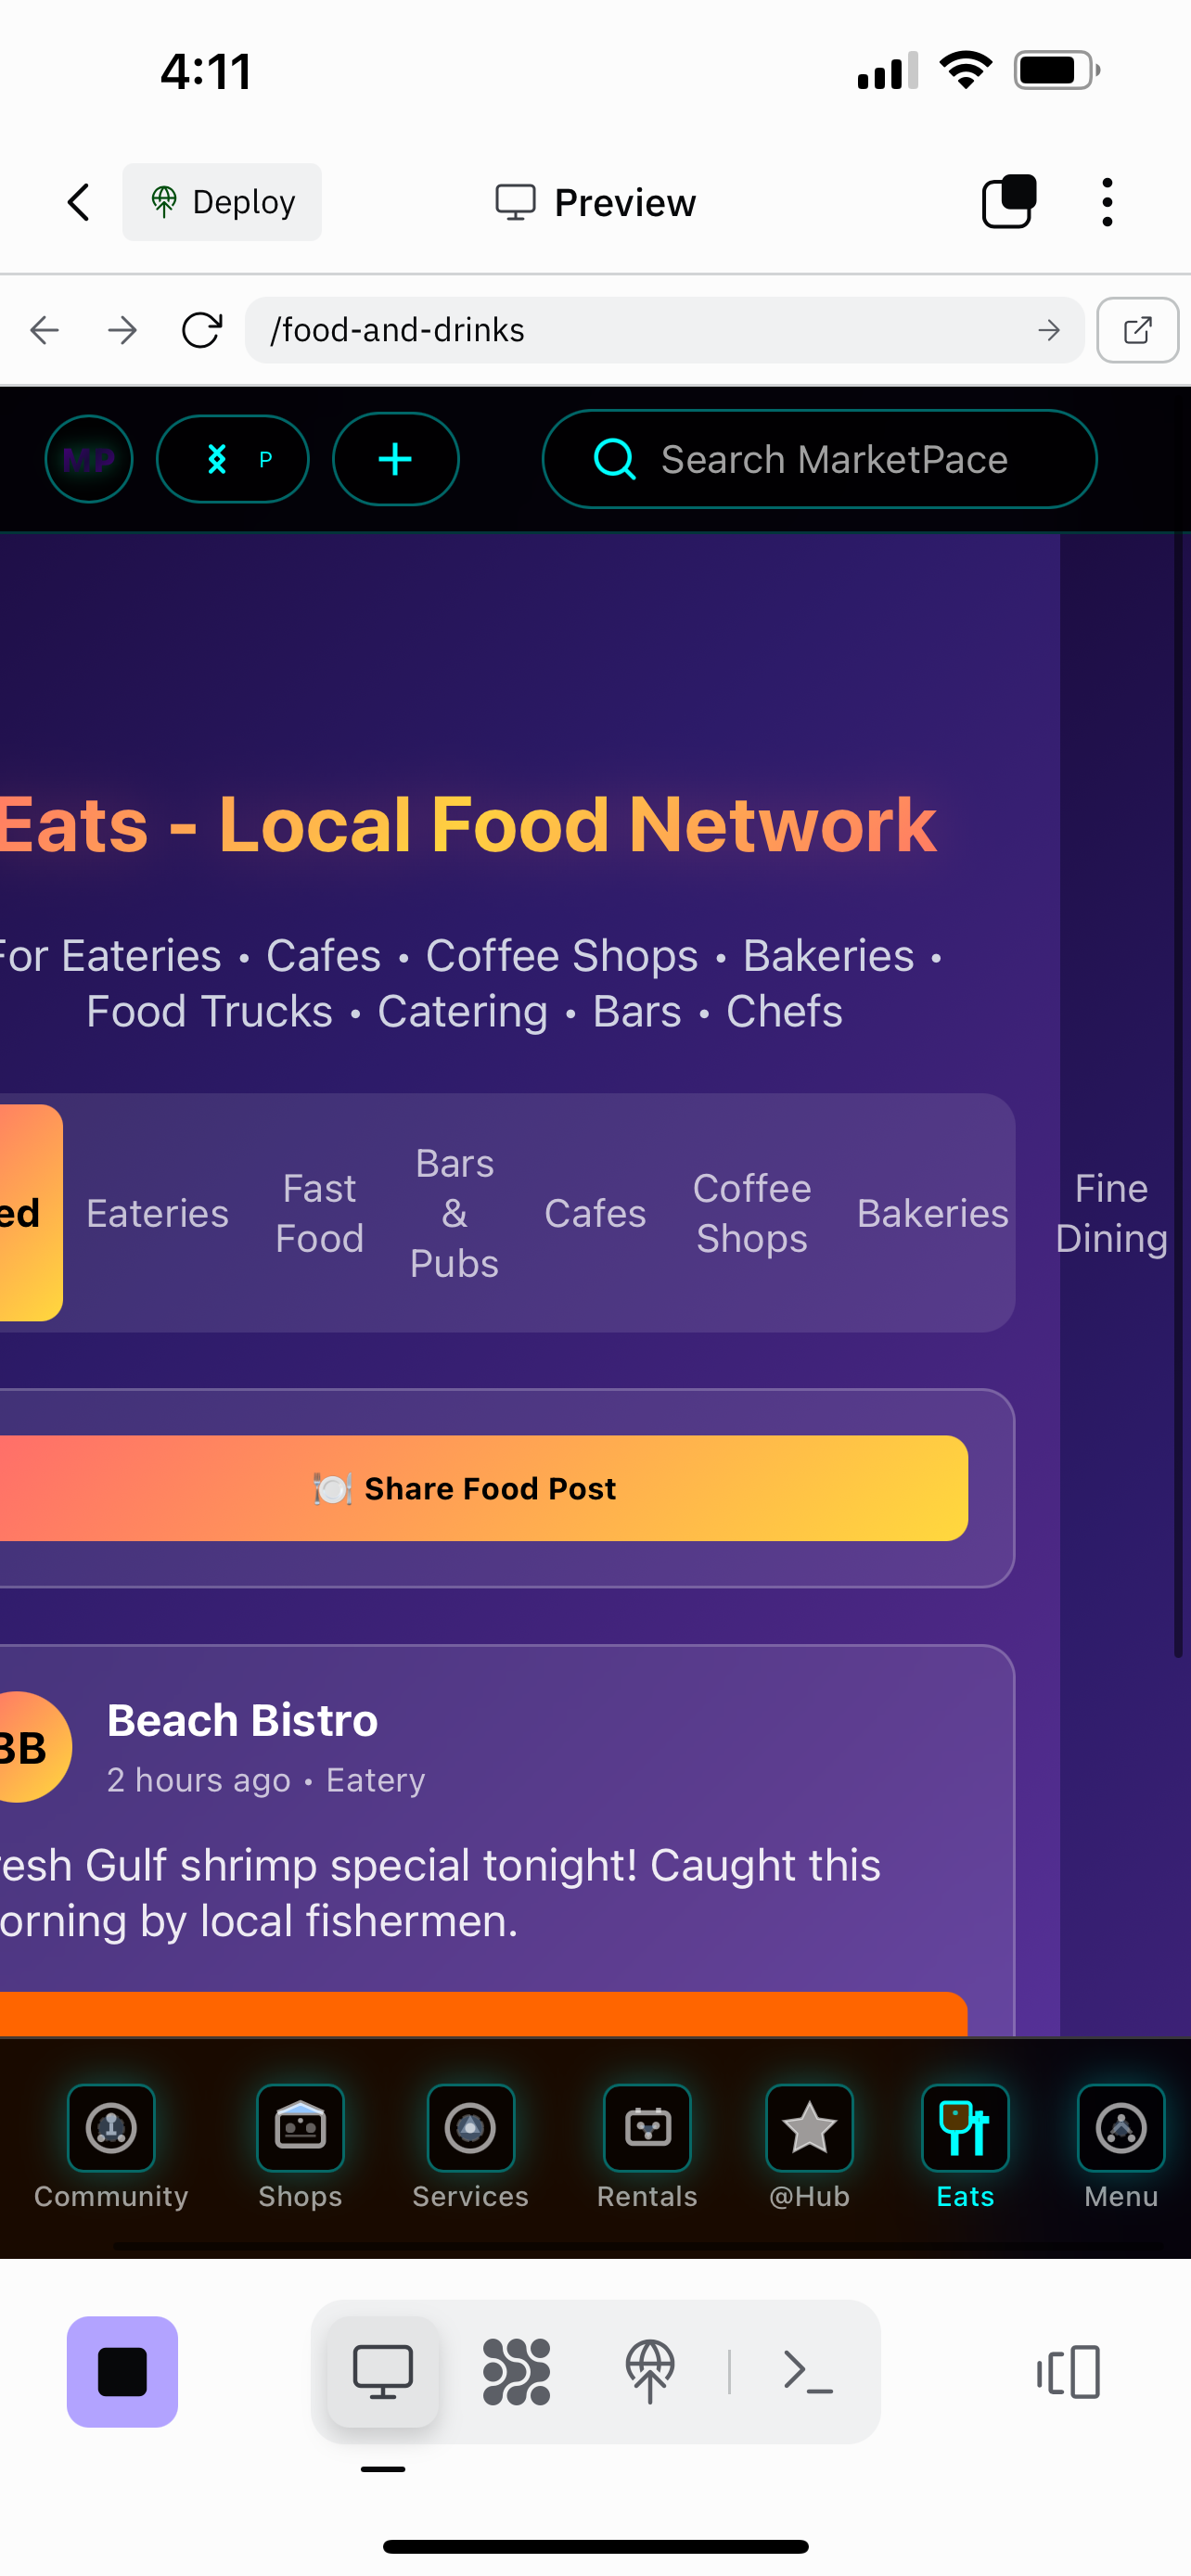 4:11
Deploy
Preview
/food-and-drinks
MP
P
+
Search MarketPace
Eats - Local Food Network
For Eateries • Cafes • Coffee Shops • Bakeries •
Food Trucks • Catering • Bars • Chefs
ed
Eateries
Fast
Food
Bars
&
Pubs
Cafes
Coffee
Shops
Bakeries
Fine
Dining
🍽️ Share Food Post
BB
Beach Bistro
2 hours ago • Eatery
resh Gulf shrimp special tonight! Caught this
orning by local fishermen.
Community
Shops
Services
Rentals
@Hub
Eats
Menu